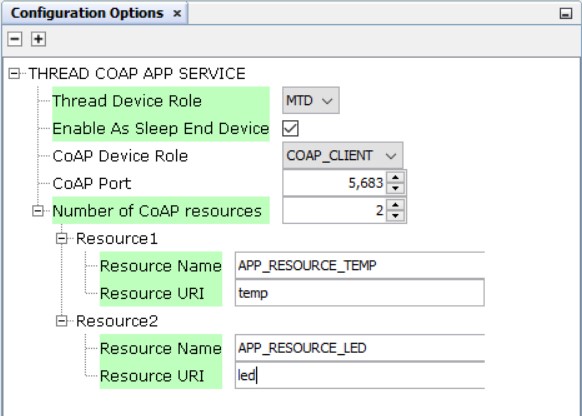 Configuration Options
THREAD COAP APP SERVICE
Thread Device Role MTD
Enable As Sleep End Device
CoAP Device Role COAP_CLIENT
CoAP Port 5,683
Number of CoAP resources 2
Resource1
Resource Name APP_RESOURCE_TEMP
Resource URI temp
Resource2
Resource Name APP_RESOURCE_LED
Resource URI led